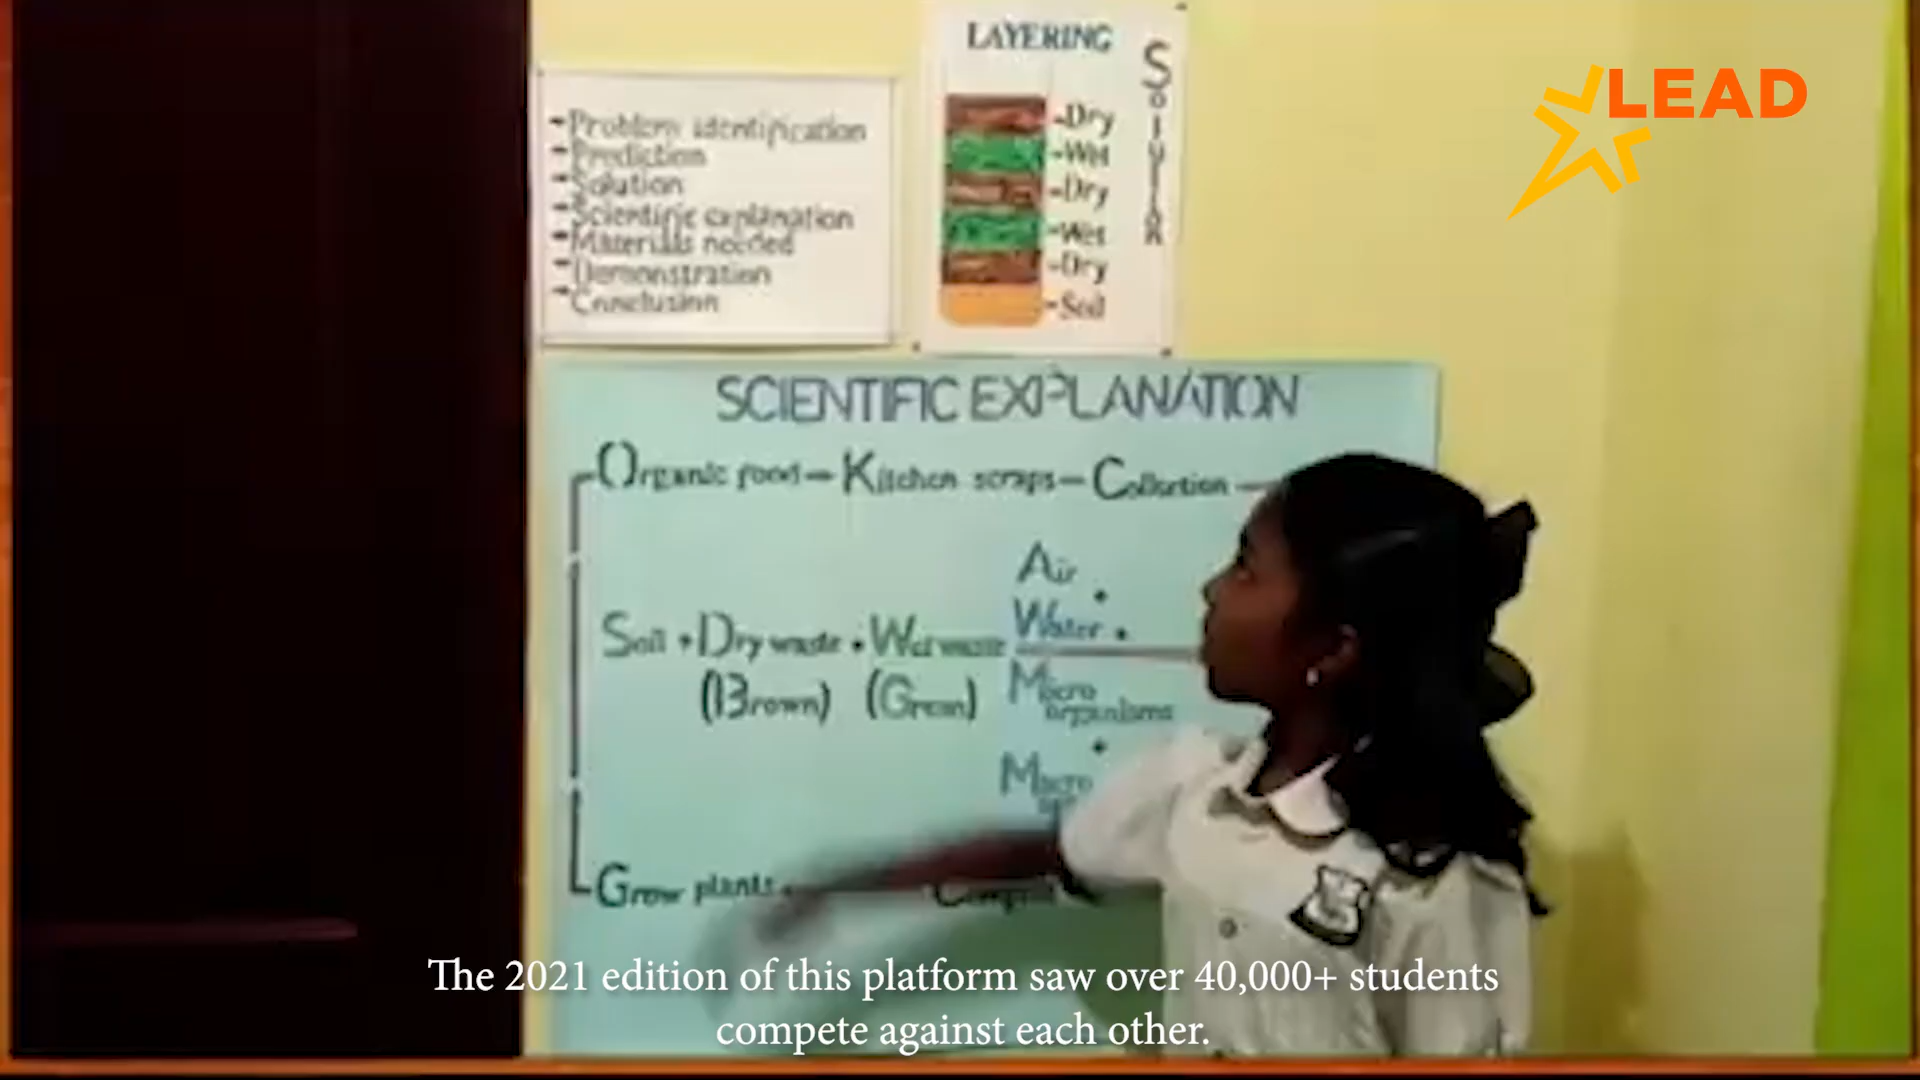 LEAD
LAYERING
SOLUTION
-Dry
-Wet
-Dry
-Wet
-Dry
-Soil
-Problem identification
-Prediction
-Solution
-Scientific explanation
-Materials needed
-Demonstration
-Conclusion
SCIENTIFIC EXPLANATION
Organic food - Kitchen scraps - Collection -
Air
Water
Soil + Dry waste + Wet waste
(Brown) (Green)
Micro
organisms
Macro
Grow plants
The 2021 edition of this platform saw over 40,000+ students
compete against each other.